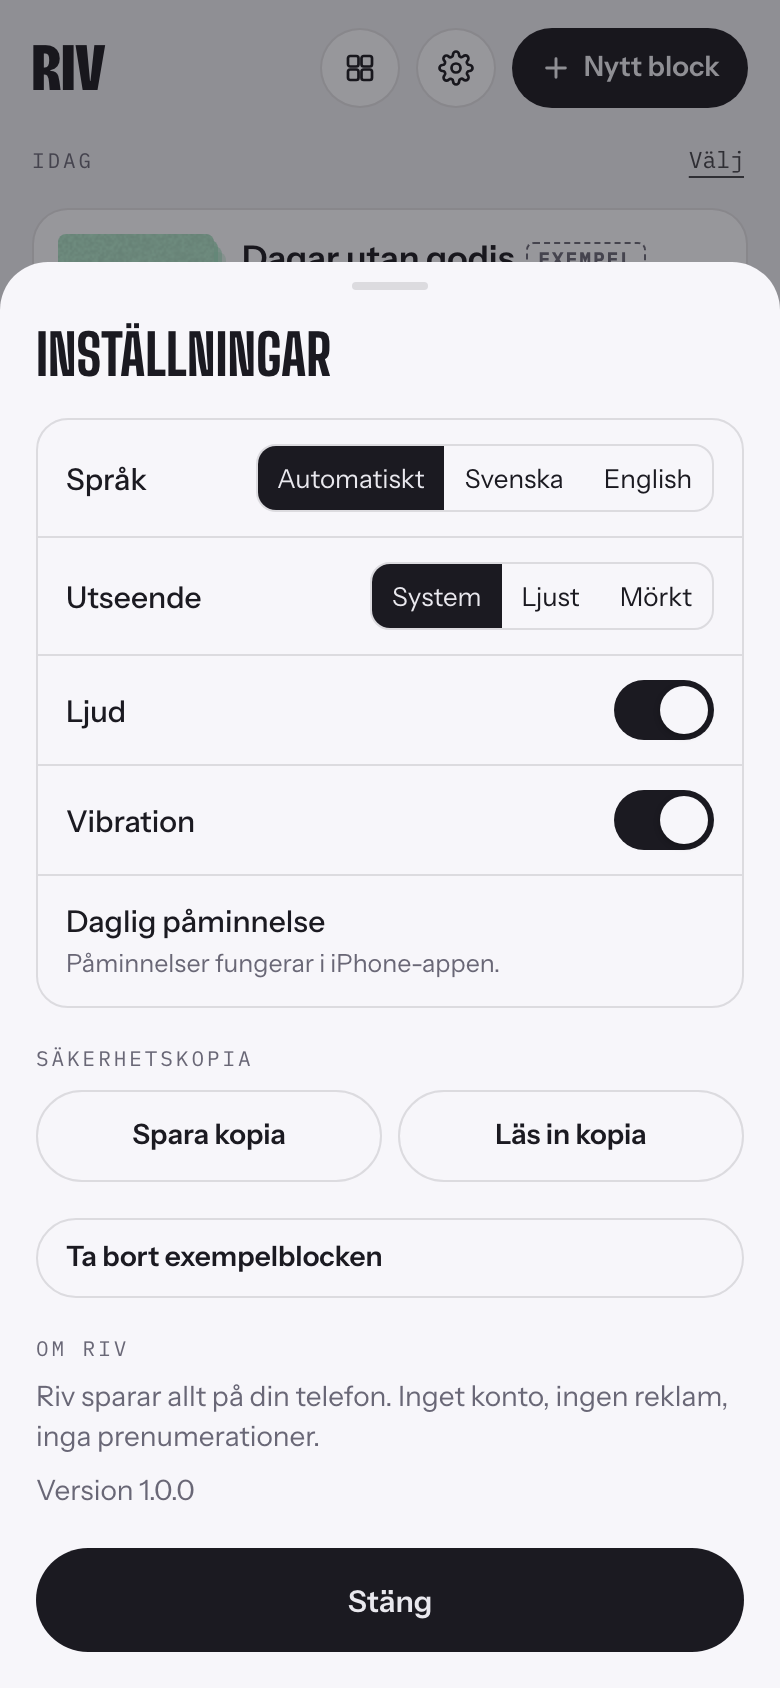 RIV
Nytt block
IDAG
Välj
Dagar utan godis EXEMPEL
INSTÄLLNINGAR
Språk Automatiskt Svenska English
Utseende System Ljust Mörkt
Ljud
Vibration
Daglig påminnelse
Påminnelser fungerar i iPhone-appen.
SÄKERHETSKOPIA
Spara kopia Läs in kopia
Ta bort exempelblocken
OM RIV
Riv sparar allt på din telefon. Inget konto, ingen reklam,
inga prenumerationer.
Version 1.0.0
Stäng